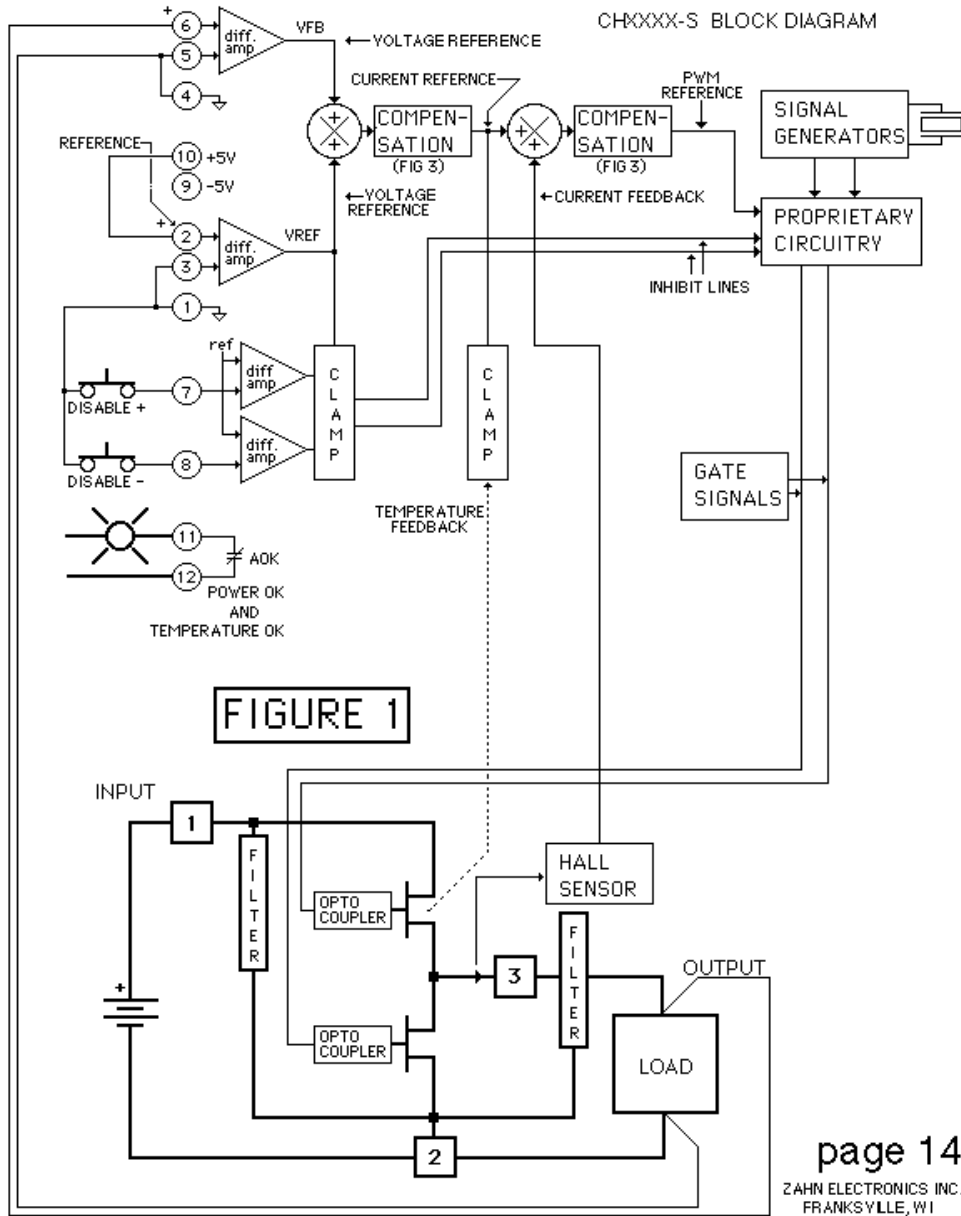 CHXXXX-S BLOCK DIAGRAM
+
6
5
4
diff.
amp
VFB
VOLTAGE REFERENCE
CURRENT REFERNCE
PWM
REFERENCE
SIGNAL
GENERATORS
+
+
COMPEN-
SATION
(FIG 3)
+
+
COMPEN-
SATION
(FIG 3)
REFERENCE
10
+5V
9
-5V
VOLTAGE
REFERENCE
CURRENT FEEDBACK
PROPRIETARY
CIRCUITRY
+
2
3
1
diff.
amp
VREF
INHIBIT LINES
ref
7
DISABLE +
diff
amp
8
DISABLE -
diff.
amp
CLAMP
CLAMP
GATE
SIGNALS
TEMPERATURE
FEEDBACK
11
12
AOK
POWER OK
AND
TEMPERATURE OK
FIGURE 1
INPUT
1
FILTER
OPTO
COUPLER
HALL
SENSOR
3
FILTER
OUTPUT
+
OPTO
COUPLER
LOAD
2
page 14
ZAHN ELECTRONICS INC.
FRANKSVILLE, WI